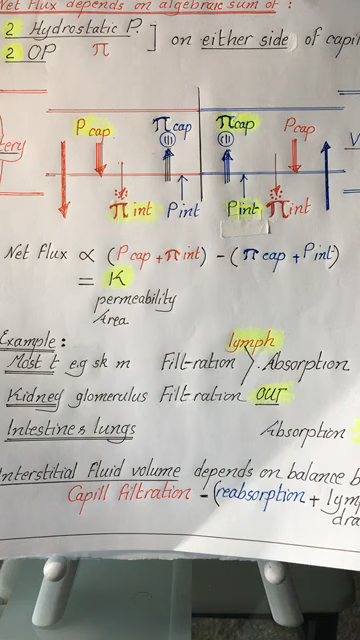 Net Flux depends on algebraic sum of :
2 Hydrostatic P.
2 OP π
] on either side of capi
P cap π cap π cap P cap
tery V
π int P int P int π int
Net flux ∝ (P cap + π int) - (π cap + P int)
= K
permeability
Area
Example :
lymph
Most t e.g sk m Filtration > Absorption
Kidney glomerulus Filtration OUT
Intestine & lungs Absorption
Interstitial Fluid volume depends on balance b
Capill filtration - (reabsorption + lym
dra